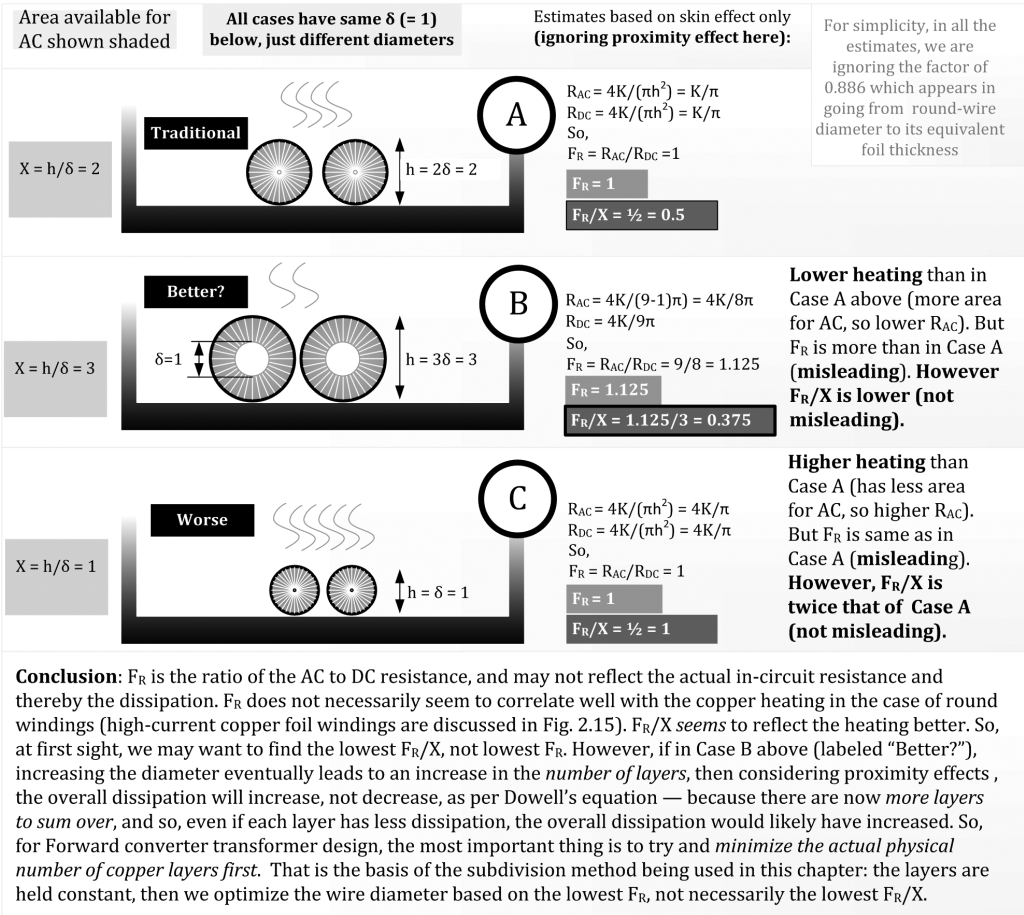 Area available for
AC shown shaded
All cases have same δ (= 1)
below, just different diameters
Estimates based on skin effect only
(ignoring proximity effect here):
For simplicity, in all the
estimates, we are
ignoring the factor of
0.886 which appears in
going from round-wire
diameter to its equivalent
foil thickness
X = h/δ = 2
Traditional
h = 2δ = 2
A
RAC = 4K/(πh²) = K/π
RDC = 4K/(πh²) = K/π
So,
FR = RAC/RDC =1
FR = 1
FR/X = ½ = 0.5
X = h/δ = 3
Better?
δ=1
h = 3δ = 3
B
RAC = 4K/(9-1)π) = 4K/8π
RDC = 4K/9π
So,
FR = RAC/RDC = 9/8 = 1.125
FR = 1.125
FR/X = 1.125/3 = 0.375
Lower heating than in
Case A above (more area
for AC, so lower RAC). But
FR is more than in Case A
(misleading). However
FR/X is lower (not
misleading).
X = h/δ = 1
Worse
h = δ = 1
C
RAC = 4K/(πh²) = 4K/π
RDC = 4K/(πh²) = 4K/π
So,
FR = RAC/RDC = 1
FR = 1
FR/X = ½ = 1
Higher heating than
Case A (has less area
for AC, so higher RAC).
But FR is same as in
Case A (misleading).
However, FR/X is
twice that of Case A
(not misleading).
Conclusion: FR is the ratio of the AC to DC resistance, and may not reflect the actual in-circuit resistance and
thereby the dissipation. FR does not necessarily seem to correlate well with the copper heating in the case of round
windings (high-current copper foil windings are discussed in Fig. 2.15). FR/X seems to reflect the heating better. So,
at first sight, we may want to find the lowest FR/X, not lowest FR. However, if in Case B above (labeled “Better?”),
increasing the diameter eventually leads to an increase in the number of layers, then considering proximity effects ,
the overall dissipation will increase, not decrease, as per Dowell’s equation — because there are now more layers
to sum over, and so, even if each layer has less dissipation, the overall dissipation would likely have increased. So,
for Forward converter transformer design, the most important thing is to try and minimize the actual physical
number of copper layers first. That is the basis of the subdivision method being used in this chapter: the layers are
held constant, then we optimize the wire diameter based on the lowest FR, not necessarily the lowest FR/X.